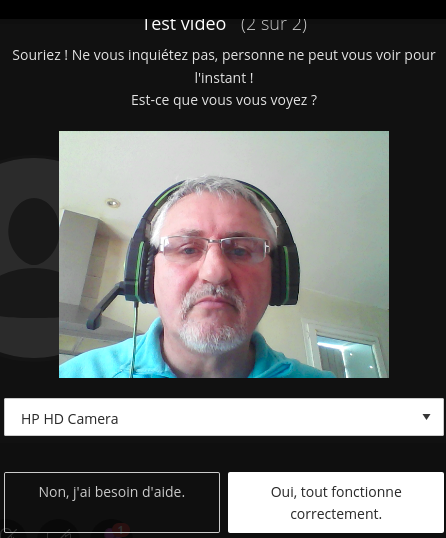 Test vidéo (2 sur 2)
Souriez ! Ne vous inquiétez pas, personne ne peut vous voir pour
l'instant !
Est-ce que vous vous voyez ?
HP HD Camera
Non, j'ai besoin d'aide.
Oui, tout fonctionne
correctement.